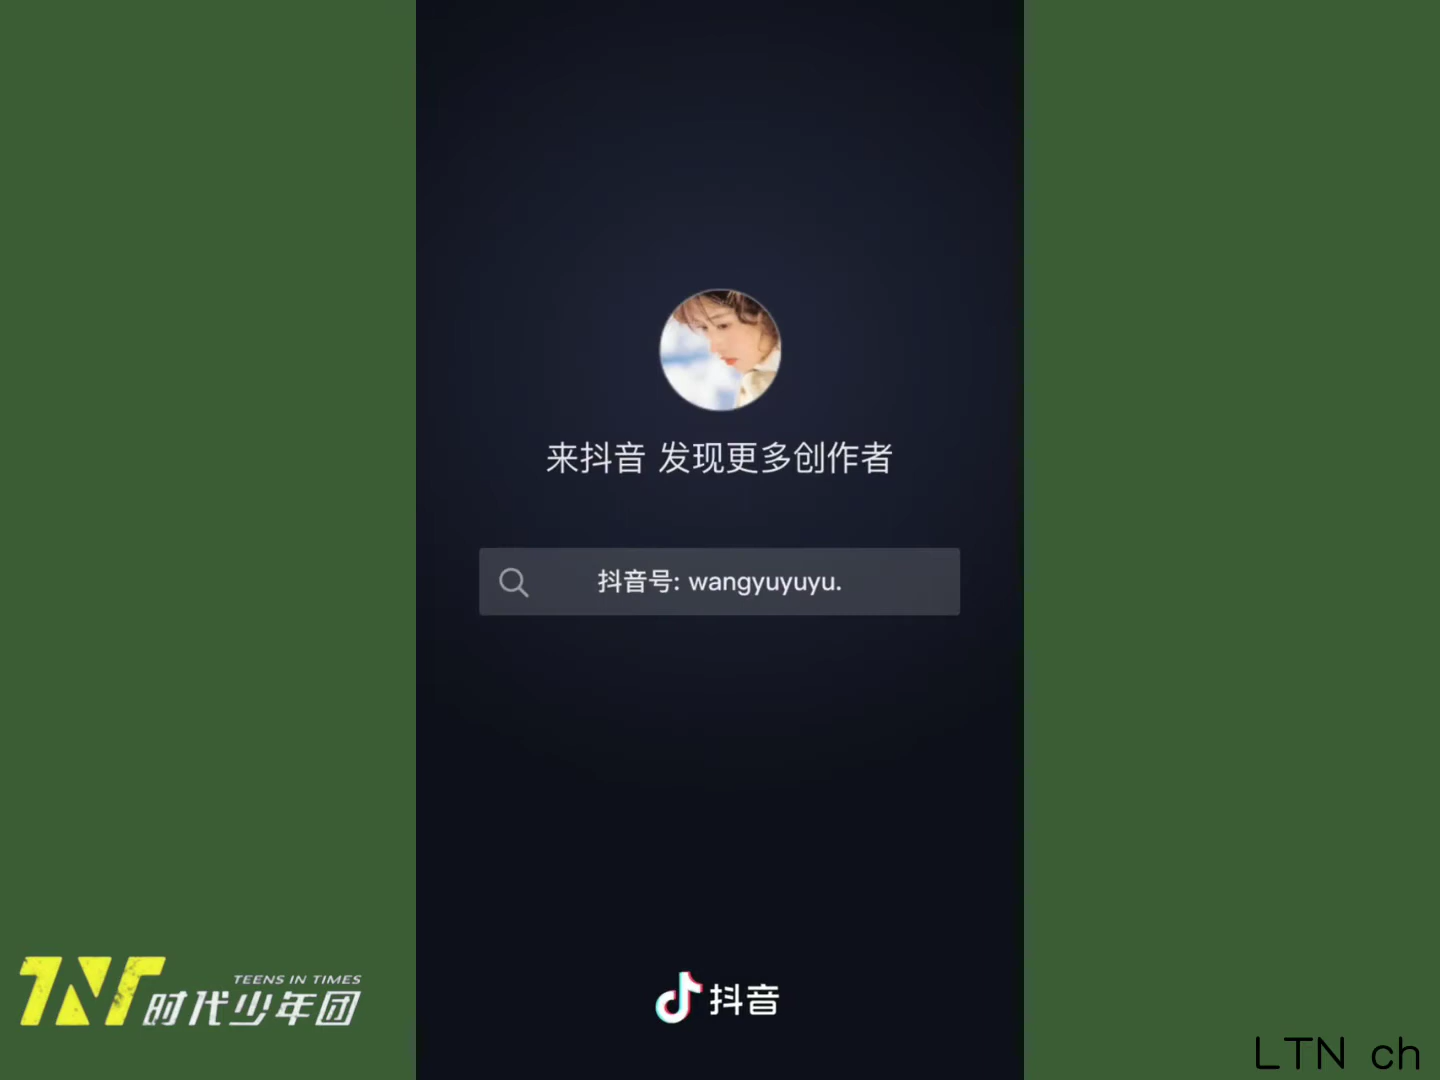 来抖音 发现更多创作者
抖音号: wangyuyuyu.
TNT
TEENS IN TIMES
时代少年团
抖音
LTN ch